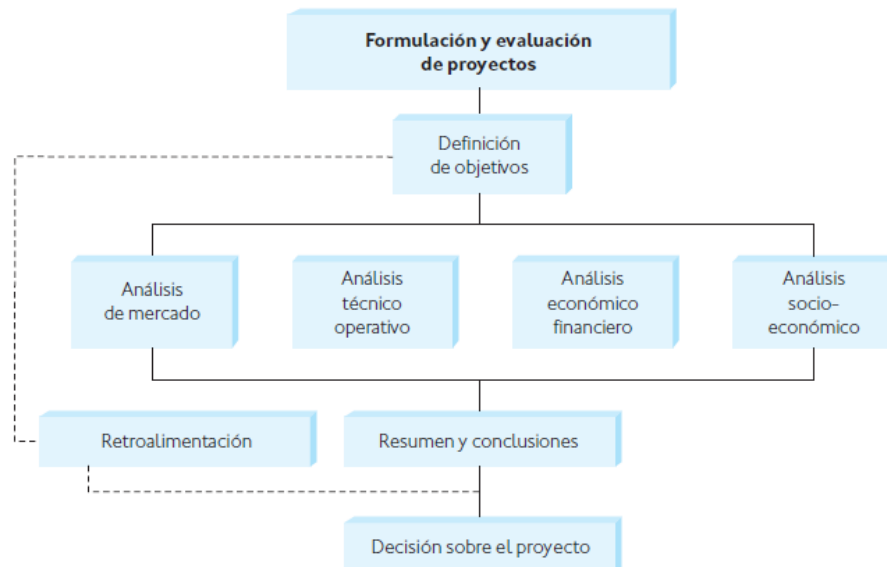 Formulación y evaluación
de proyectos
Definición
de objetivos
Análisis
de mercado
Análisis
técnico
operativo
Análisis
económico
financiero
Análisis
socio-
económico
Retroalimentación
Resumen y conclusiones
Decisión sobre el proyecto